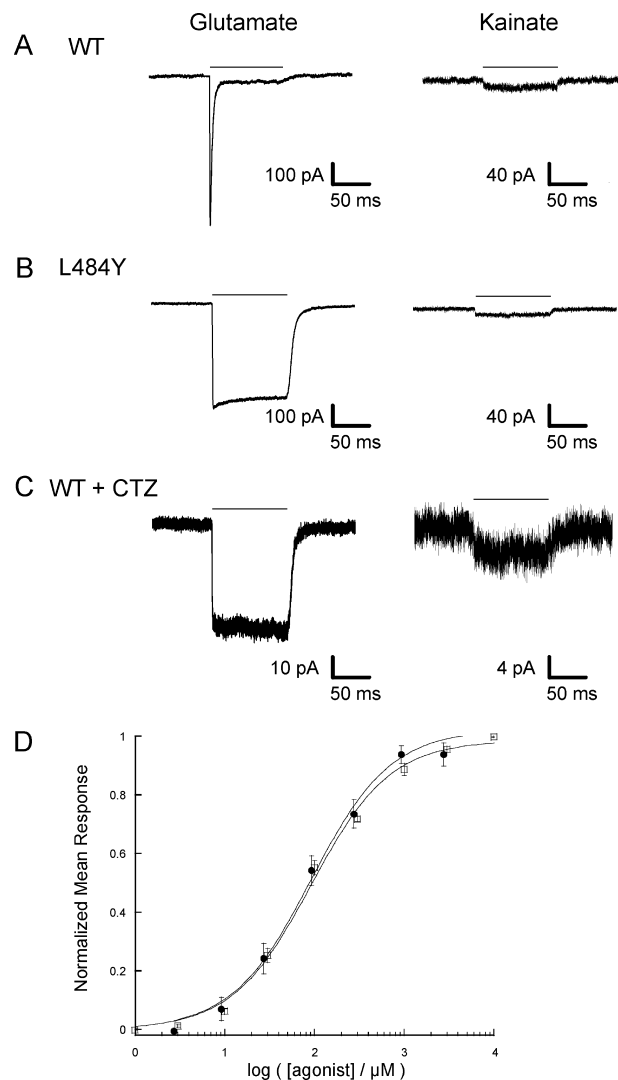 Glutamate Kainate
A WT
100 pA 40 pA
50 ms 50 ms
B L484Y
100 pA 40 pA
50 ms 50 ms
C WT + CTZ
10 pA 4 pA
50 ms 50 ms
D
1
0.8
0.6
0.4
0.2
0
Normalized Mean Response
0 1 2 3 4
log ( [agonist] / µM )